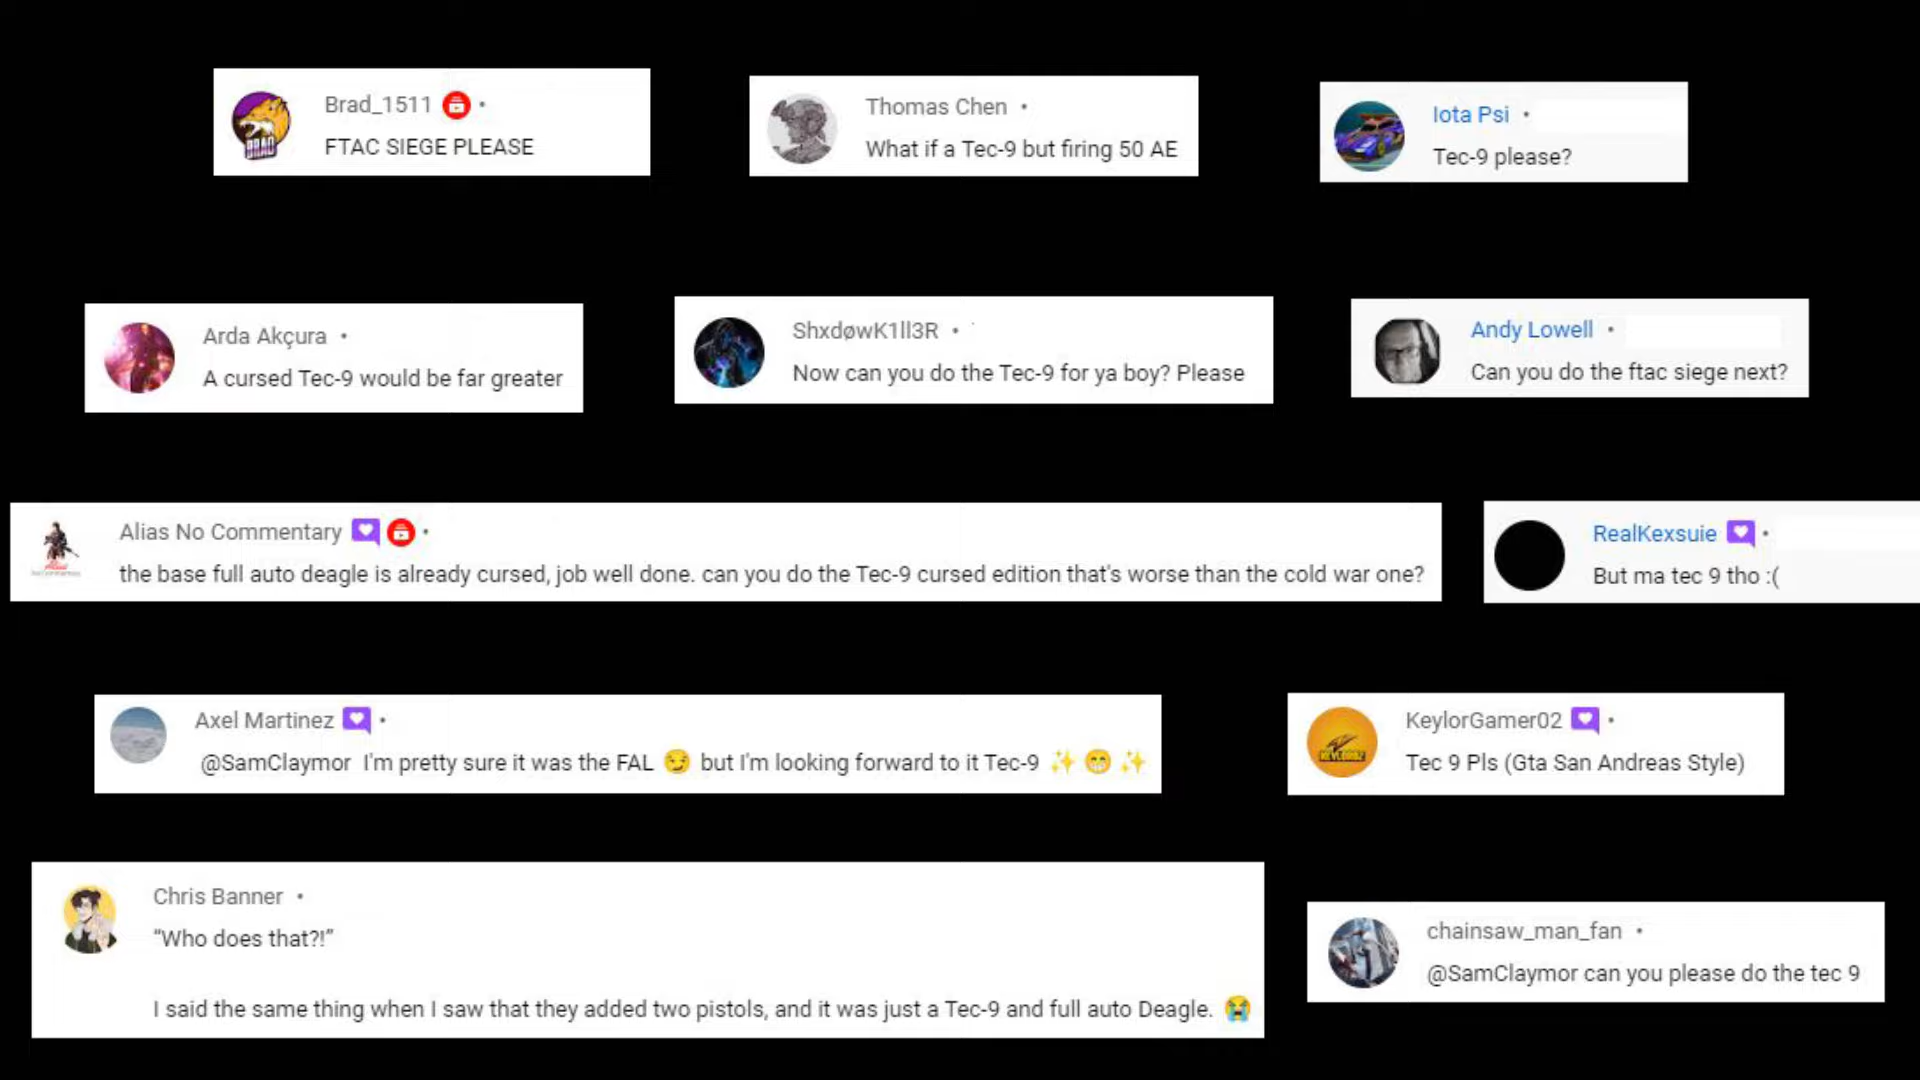 Brad_1511 •
FTAC SIEGE PLEASE
Thomas Chen •
What if a Tec-9 but firing 50 AE
Iota Psi •
Tec-9 please?
Arda Akçura •
A cursed Tec-9 would be far greater
ShxdøwK1ll3R •
Now can you do the Tec-9 for ya boy? Please
Andy Lowell •
Can you do the ftac siege next?
Alias No Commentary •
the base full auto deagle is already cursed, job well done. can you do the Tec-9 cursed edition that's worse than the cold war one?
RealKexsuie •
But ma tec 9 tho :(
Axel Martinez •
@SamClaymor I'm pretty sure it was the FAL 😏 but I'm looking forward to it Tec-9 ✨ 😁 ✨
KeylorGamer02 •
Tec 9 Pls (Gta San Andreas Style)
Chris Banner •
“Who does that?!”
I said the same thing when I saw that they added two pistols, and it was just a Tec-9 and full auto Deagle. 😭
chainsaw_man_fan •
@SamClaymor can you please do the tec 9
BRAD